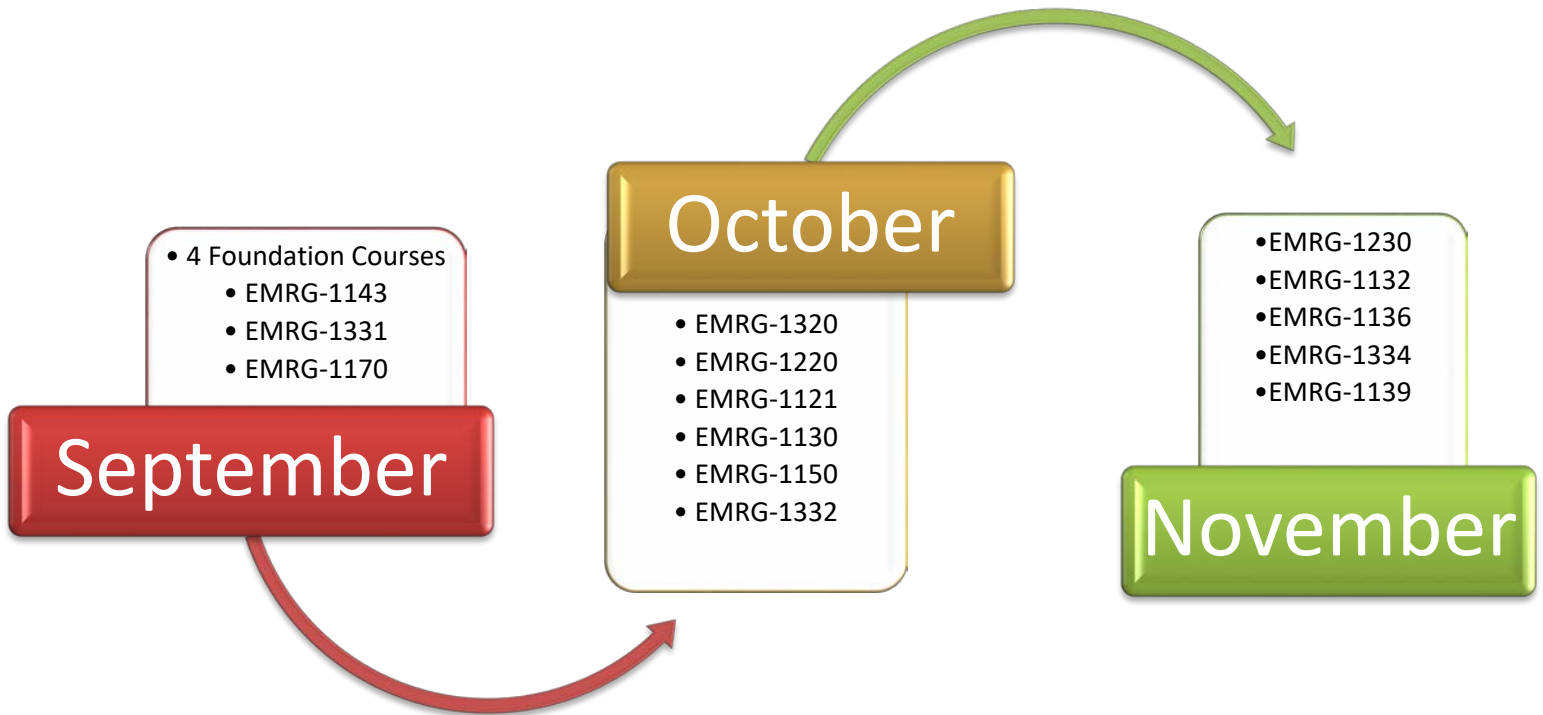 • 4 Foundation Courses
• EMRG-1143
• EMRG-1331
• EMRG-1170
September
October
• EMRG-1320
• EMRG-1220
• EMRG-1121
• EMRG-1130
• EMRG-1150
• EMRG-1332
•EMRG-1230
•EMRG-1132
•EMRG-1136
•EMRG-1334
•EMRG-1139
November